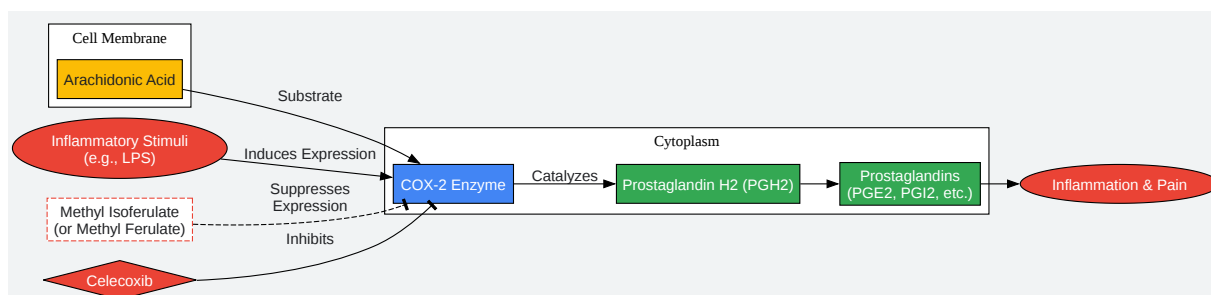 Cell Membrane
Arachidonic Acid
Substrate
Inflammatory Stimuli
(e.g., LPS)
Induces Expression
Suppresses
Expression
Methyl Isoferulate
(or Methyl Ferulate)
Inhibits
Celecoxib
Cytoplasm
COX-2 Enzyme
Catalyzes
Prostaglandin H2 (PGH2)
Prostaglandins
(PGE2, PGI2, etc.)
Inflammation & Pain